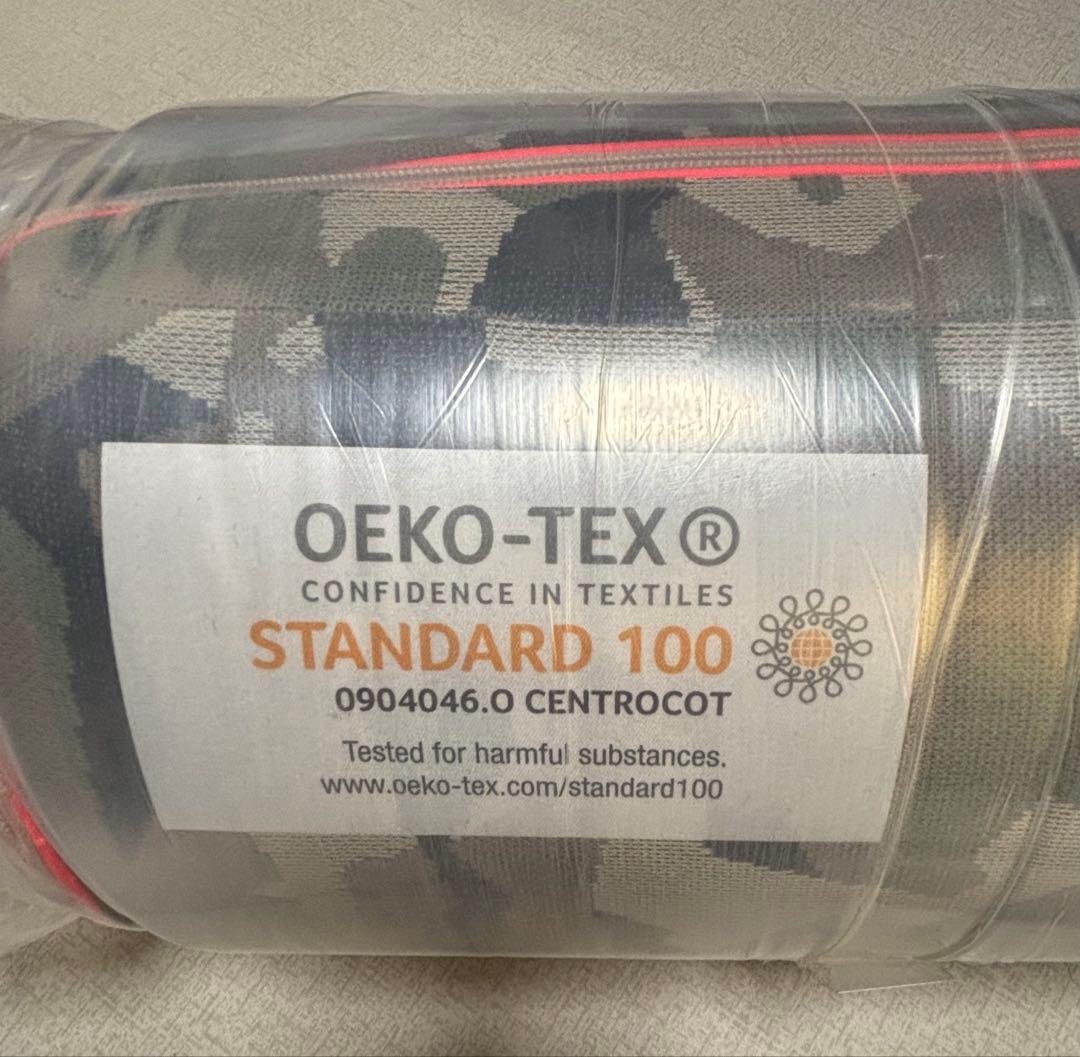 OEKO-TEX®
CONFIDENCE IN TEXTILES
STANDARD 100
0904046.O CENTROCOT
Tested for harmful substances.
www.oeko-tex.com/standard100